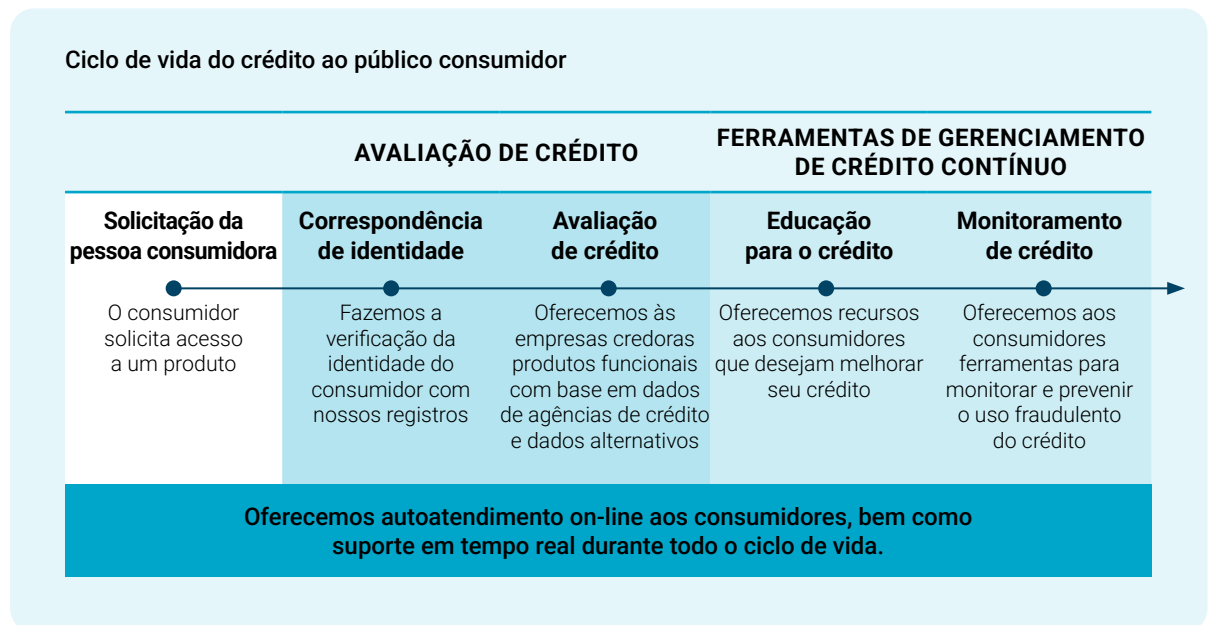 Ciclo de vida do crédito ao público consumidor
AVALIAÇÃO DE CRÉDITO
FERRAMENTAS DE GERENCIAMENTO
DE CRÉDITO CONTÍNUO
Solicitação da
pessoa consumidora
O consumidor
solicita acesso
a um produto
Correspondência
de identidade
Fazemos a
verificação da
identidade do
consumidor com
nossos registros
Avaliação
de crédito
Oferecemos às
empresas credoras
produtos funcionais
com base em dados
de agências de crédito
e dados alternativos
Educação
para o crédito
Oferecemos recursos
aos consumidores
que desejam melhorar
seu crédito
Monitoramento
de crédito
Oferecemos aos
consumidores
ferramentas para
monitorar e prevenir
o uso fraudulento
do crédito
Oferecemos autoatendimento on-line aos consumidores, bem como
suporte em tempo real durante todo o ciclo de vida.